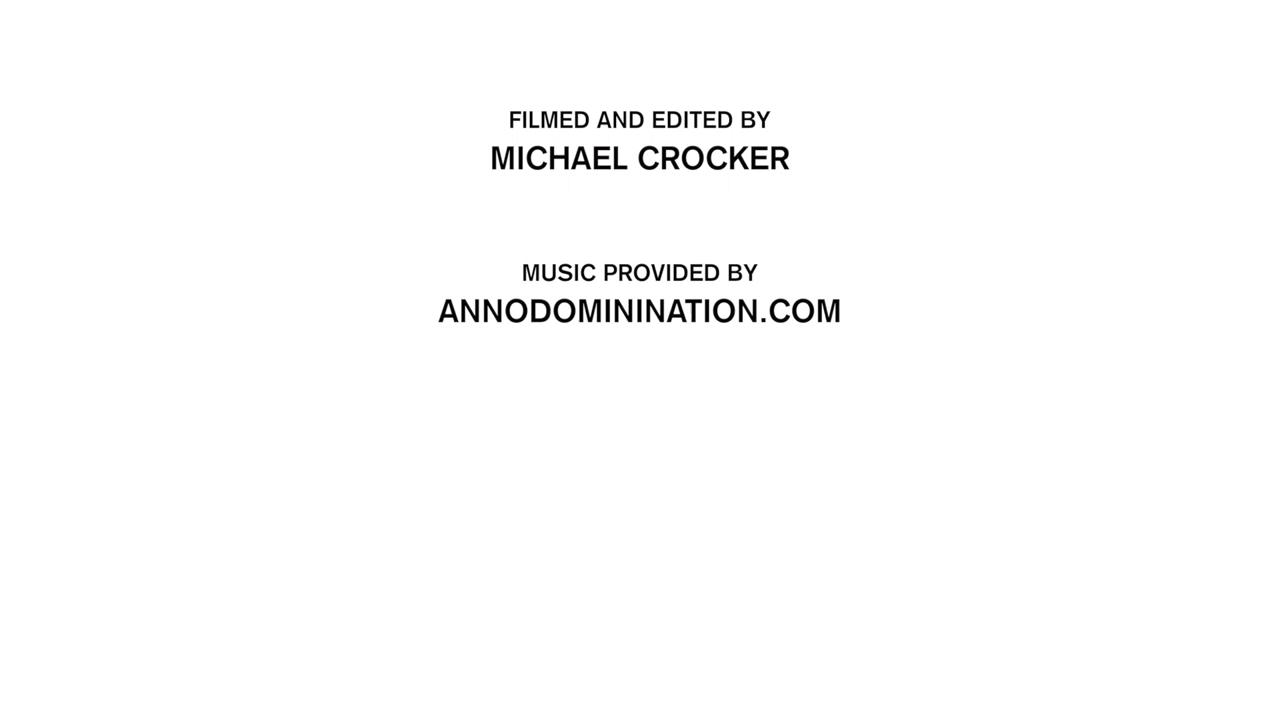 FILMED AND EDITED BY
MICHAEL CROCKER
MUSIC PROVIDED BY
ANNODOMININATION.COM